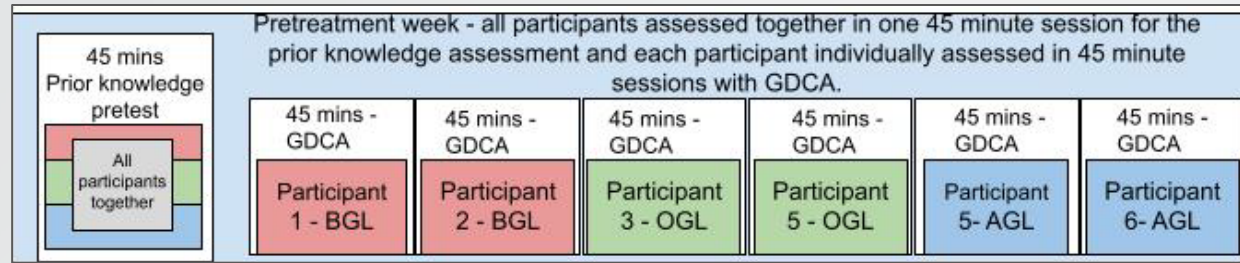 Pretreatment week - all participants assessed together in one 45 minute session for the
prior knowledge assessment and each participant individually assessed in 45 minute
sessions with GDCA.
45 mins
Prior knowledge
pretest
All
participants
together
45 mins -
GDCA
Participant
1 - BGL
45 mins -
GDCA
Participant
2 - BGL
45 mins -
GDCA
Participant
3 - OGL
45 mins -
GDCA
Participant
5 - OGL
45 mins -
GDCA
Participant
5- AGL
45 mins -
GDCA
Participant
6- AGL